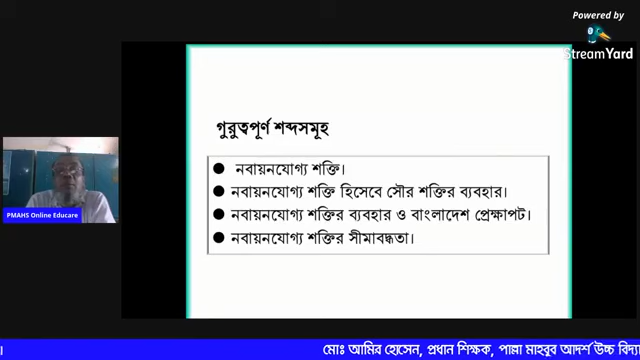 Powered by
StreamYard
গুরুত্বপূর্ণ শব্দসমূহ
● নবায়নযোগ্য শক্তি।
● নবায়নযোগ্য শক্তি হিসেবে সৌর শক্তির ব্যবহার।
● নবায়নযোগ্য শক্তির ব্যবহার ও বাংলাদেশ প্রেক্ষাপট।
● নবায়নযোগ্য শক্তির সীমাবদ্ধতা।
PMAHS Online Educare
মোঃ আমির হোসেন, প্রধান শিক্ষক, পাল্লা মাহবুব আদর্শ উচ্চ